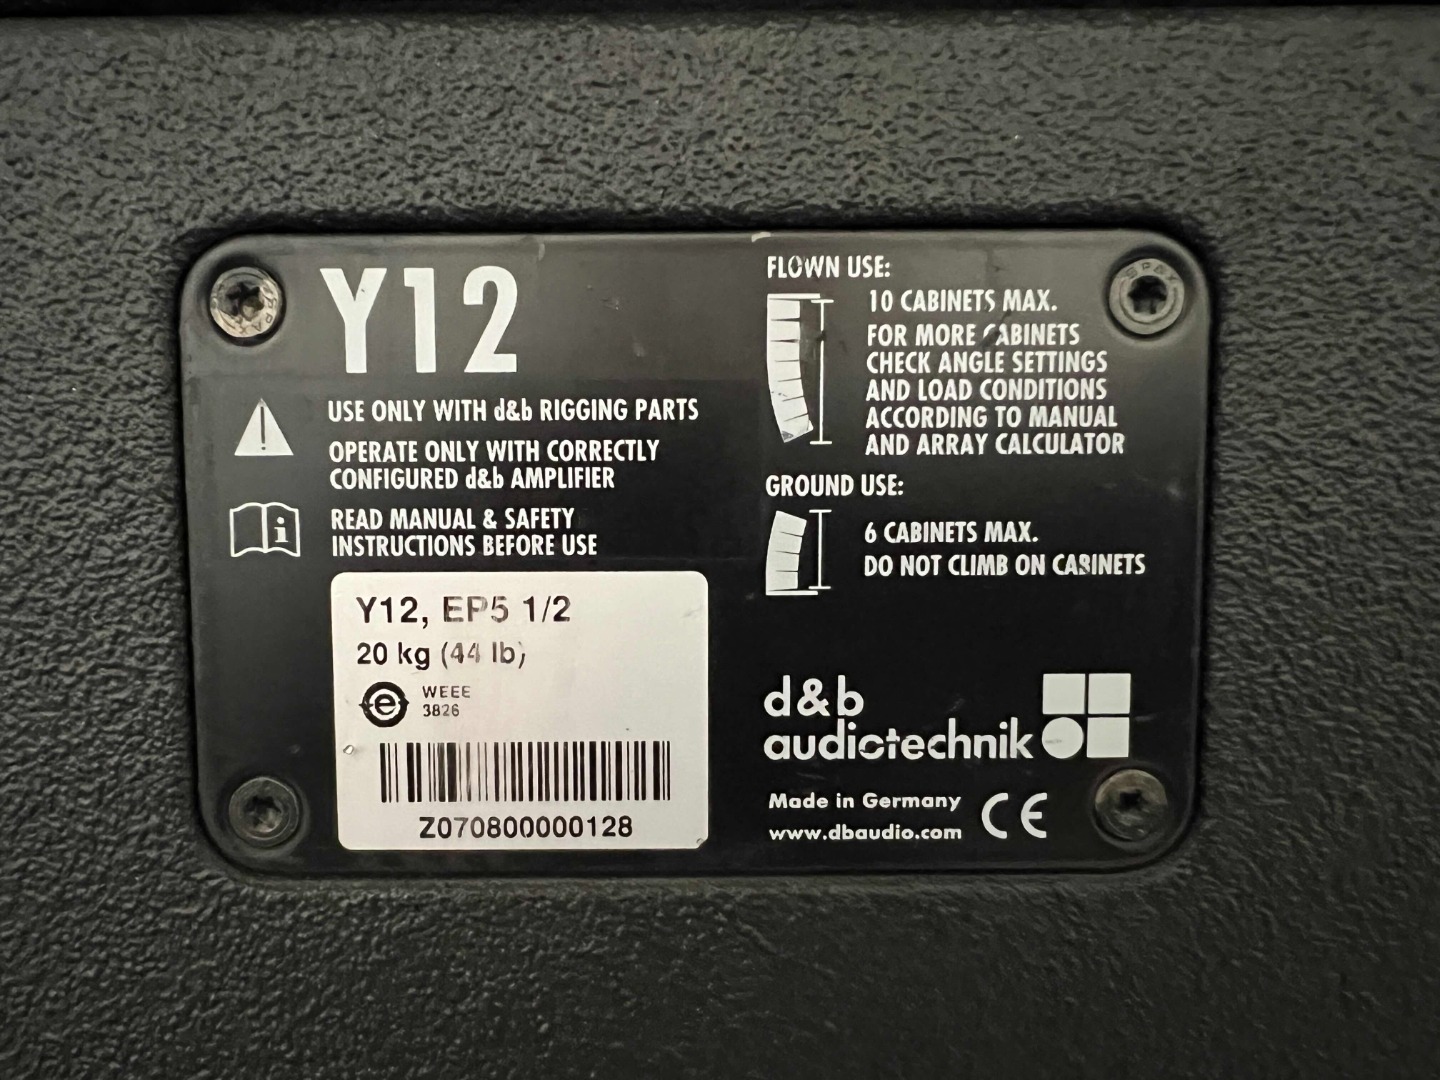 Y12
USE ONLY WITH d&b RIGGING PARTS
OPERATE ONLY WITH CORRECTLY
CONFIGURED d&b AMPLIFIER
READ MANUAL & SAFETY
INSTRUCTIONS BEFORE USE
Y12, EP5 1/2
20 kg (44 lb)
WEEE
3826
Z070800000128
FLOWN USE:
10 CABINETS MAX.
FOR MORE CABINETS
CHECK ANGLE SETTINGS
AND LOAD CONDITIONS
ACCORDING TO MANUAL
AND ARRAY CALCULATOR
GROUND USE:
6 CABINETS MAX.
DO NOT CLIMB ON CABINETS
d&b
audiotechnik
Made in Germany
www.dbaudio.com
CE
SPAX
SPAX